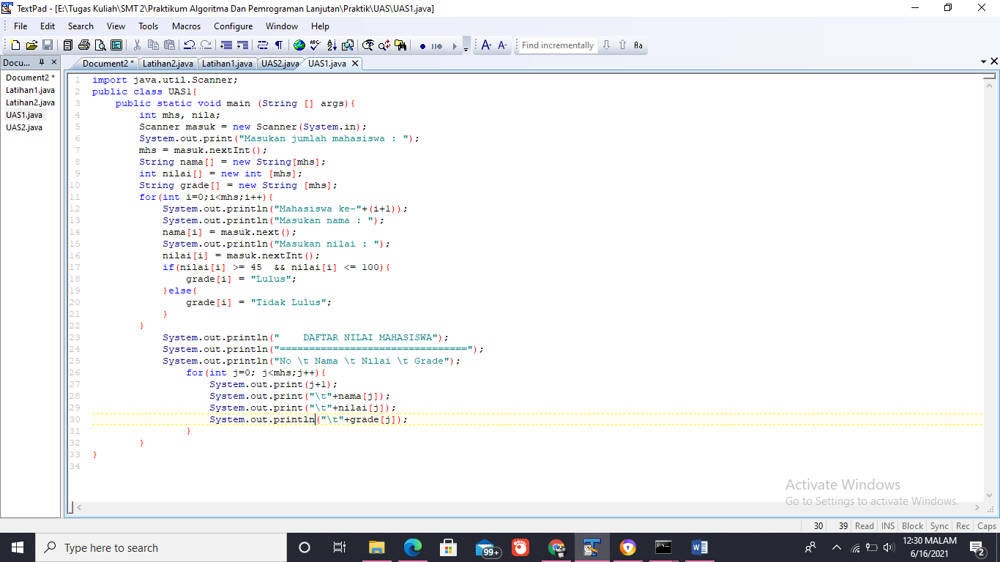 TextPad - [E:\Tugas Kuliah\SMT 2\Praktikum Algoritma Dan Pemrograman Lanjutan\Praktik\UAS\UAS1.java]
File Edit Search View Tools Macros Configure Window Help
Find incrementally
Docu... Document2 * Latihan2.java Latihan1.java UAS2.java UAS1.java
Document2 *
Latihan1.java
Latihan2.java
UAS1.java
UAS2.java
1 import java.util.Scanner;
2 public class UAS1{
3     public static void main (String [] args){
4         int mhs, nila;
5         Scanner masuk = new Scanner(System.in);
6         System.out.print("Masukan jumlah mahasiswa : ");
7         mhs = masuk.nextInt();
8         String nama[] = new String[mhs];
9         int nilai[] = new int [mhs];
10         String grade[] = new String [mhs];
11         for(int i=0;i<mhs;i++){
12             System.out.println("Mahasiswa ke-"+(i+1));
13             System.out.println("Masukan nama : ");
14             nama[i] = masuk.next();
15             System.out.println("Masukan nilai : ");
16             nilai[i] = masuk.nextInt();
17             if(nilai[i] >= 45  && nilai[i] <= 100){
18                 grade[i] = "Lulus";
19             }else{
20                 grade[i] = "Tidak Lulus";
21             }
22         }
23             System.out.println("    DAFTAR NILAI MAHASISWA");
24             System.out.println("================================");
25             System.out.println("No \t Nama \t Nilai \t Grade");
26                 for(int j=0; j<mhs;j++){
27                     System.out.print(j+1);
28                     System.out.print("\t"+nama[j]);
29                     System.out.print("\t"+nilai[j]);
30                     System.out.println("\t"+grade[j]);
31                 }
32         }
33 }
34
Activate Windows
Go to Settings to activate Windows.
30 39 Read INS Block Sync Rec Caps
Type here to search
99+
12:30 MALAM
6/16/2021
2